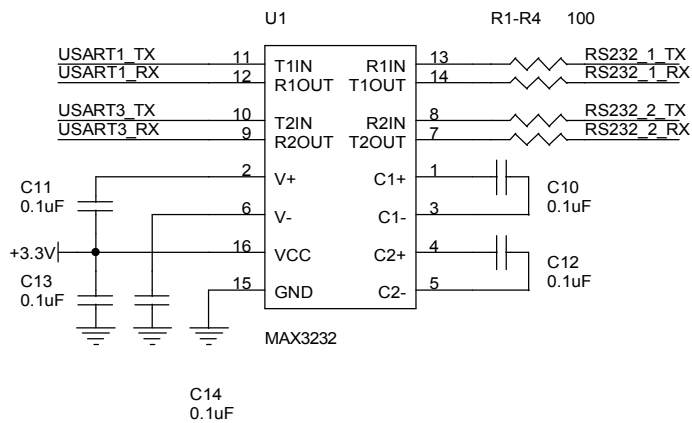 U1
R1-R4 100
USART1_TX 11 T1IN R1IN 13 RS232_1_TX
USART1_RX 12 R1OUT T1OUT 14 RS232_1_RX
USART3_TX 10 T2IN R2IN 8 RS232_2_TX
USART3_RX 9 R2OUT T2OUT 7 RS232_2_RX
2 V+ C1+ 1
C11
0.1uF
C10
0.1uF
6 V- C1- 3
+3.3V 16 VCC C2+ 4
C13
0.1uF
C12
0.1uF
15 GND C2- 5
MAX3232
C14
0.1uF